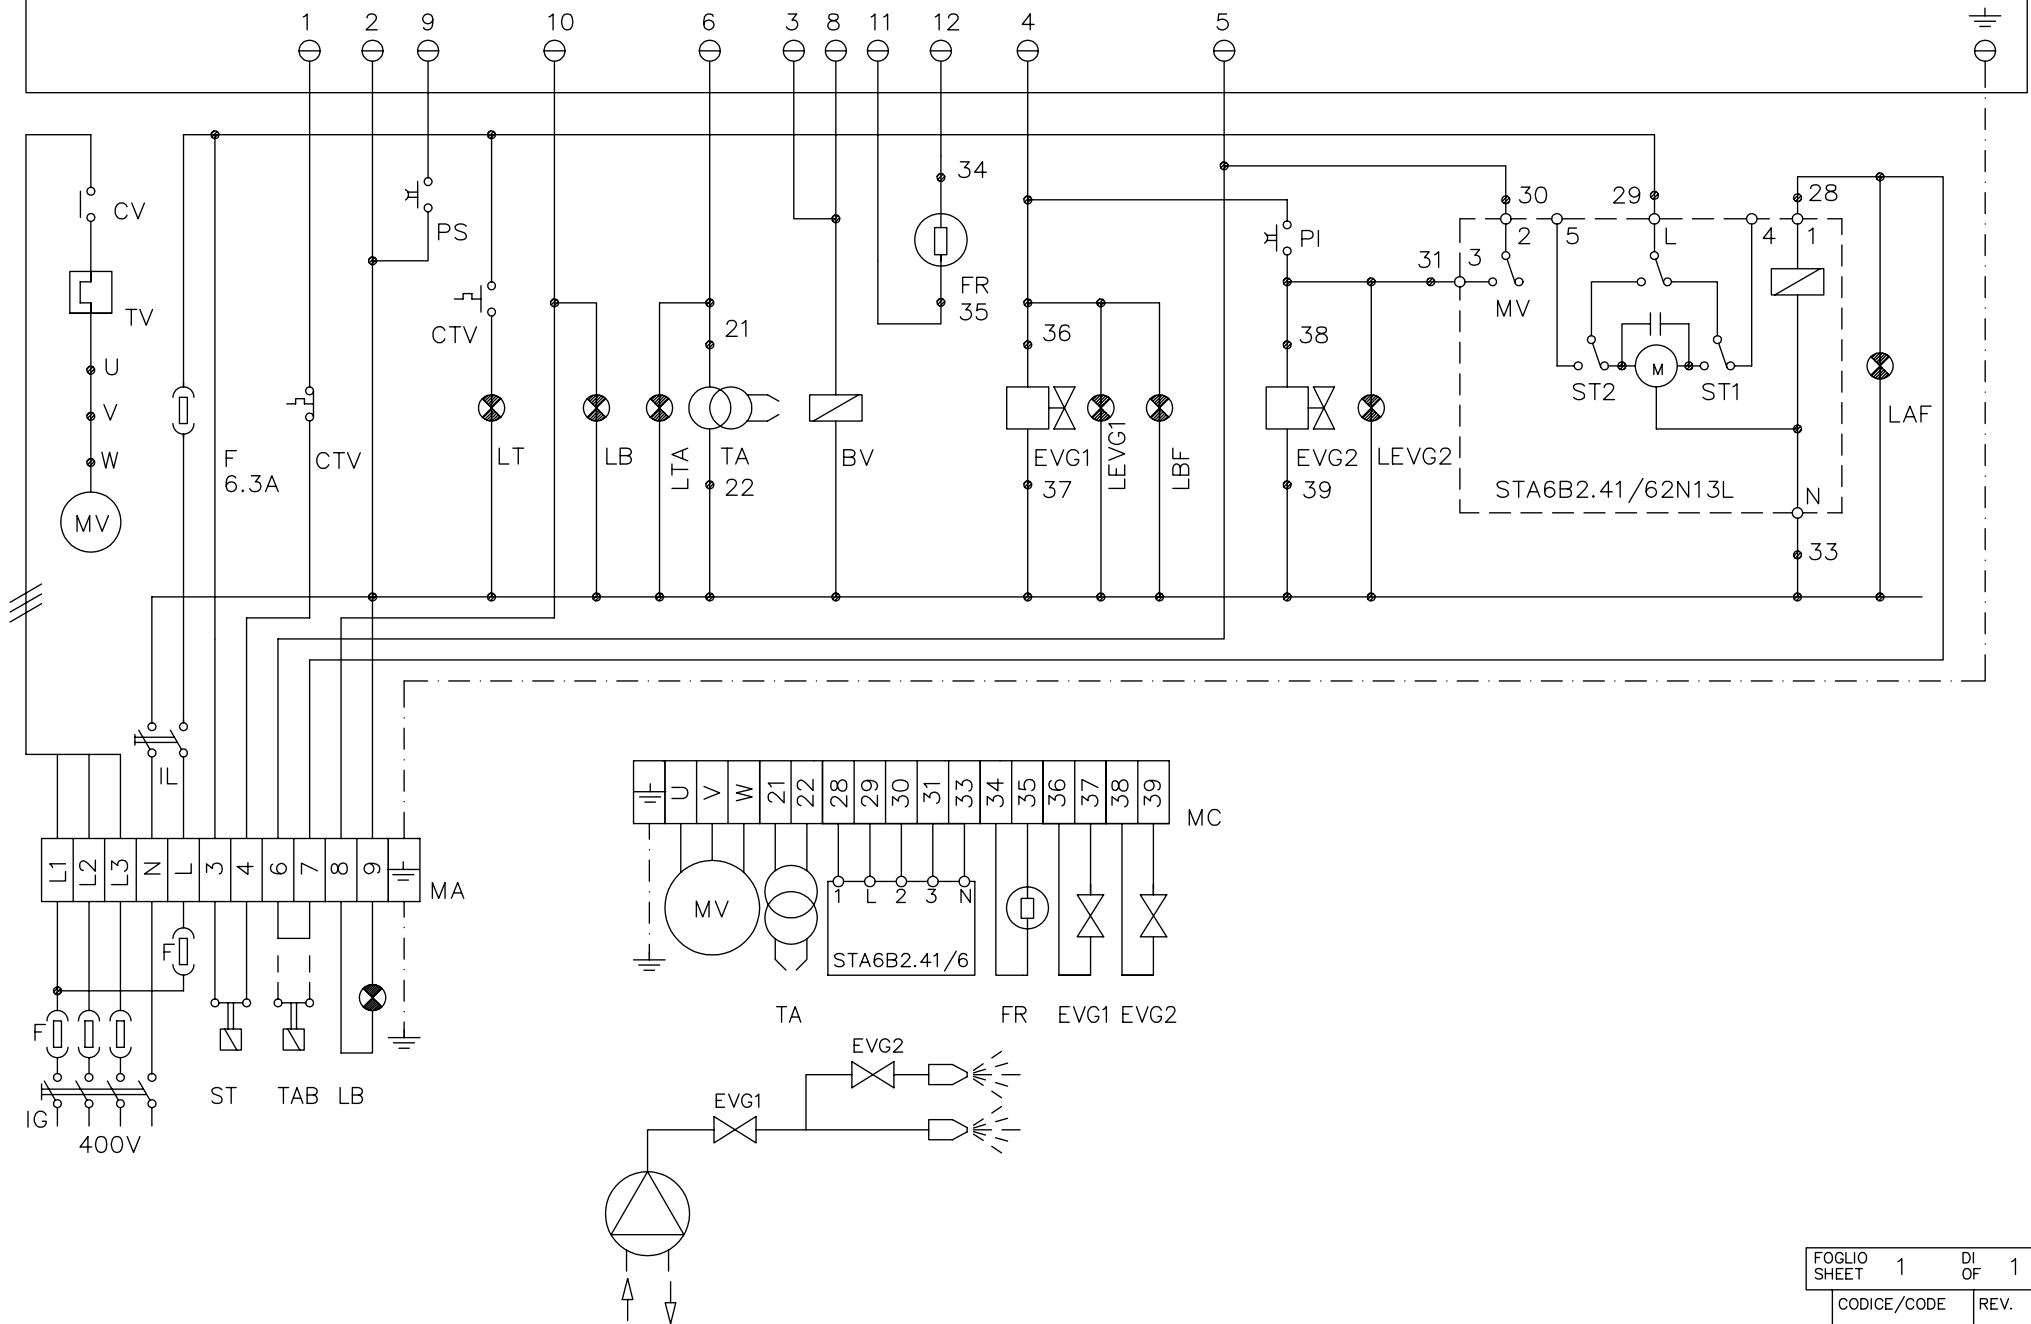 1 2 9 10 6 3 8 11 12 4 5
34
30 29 28
CV PS PI 2 5 L 4 1
31 3
FR
35
TV CTV MV
21 36 38
U
V
W
M
ST2 ST1
LAF
F
6.3A
CTV LT LB LTA TA BV EVG1 LEVG1 LBF EVG2 LEVG2
22 37 39
STA6B2.41/62N13L
N
MV
33
IL
U V W 21 22 28 29 30 31 33 34 35 36 37 38 39
MC
L1 L2 L3 N L 3 4 6 7 8 9
MA
1 L 2 3 N
MV
F
STA6B2.41/6
TA FR EVG1 EVG2
F
ST TAB LB
IG
400V
EVG2
EVG1
FOGLIO 1 DI 1
SHEET OF
CODICE/CODE REV.